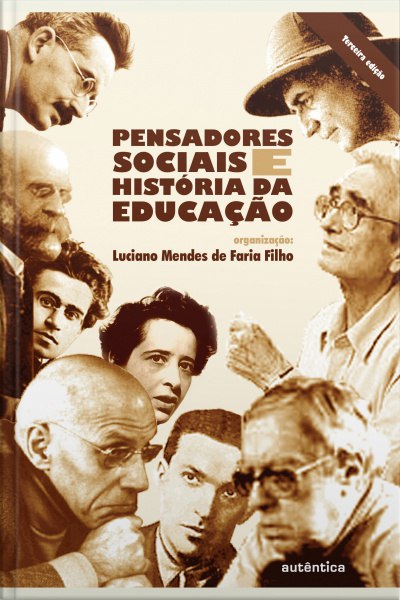 Terceira edição
PENSADORES
SOCIAIS E
HISTÓRIA DA
EDUCAÇÃO
organização:
Luciano Mendes de Faria Filho
autêntica